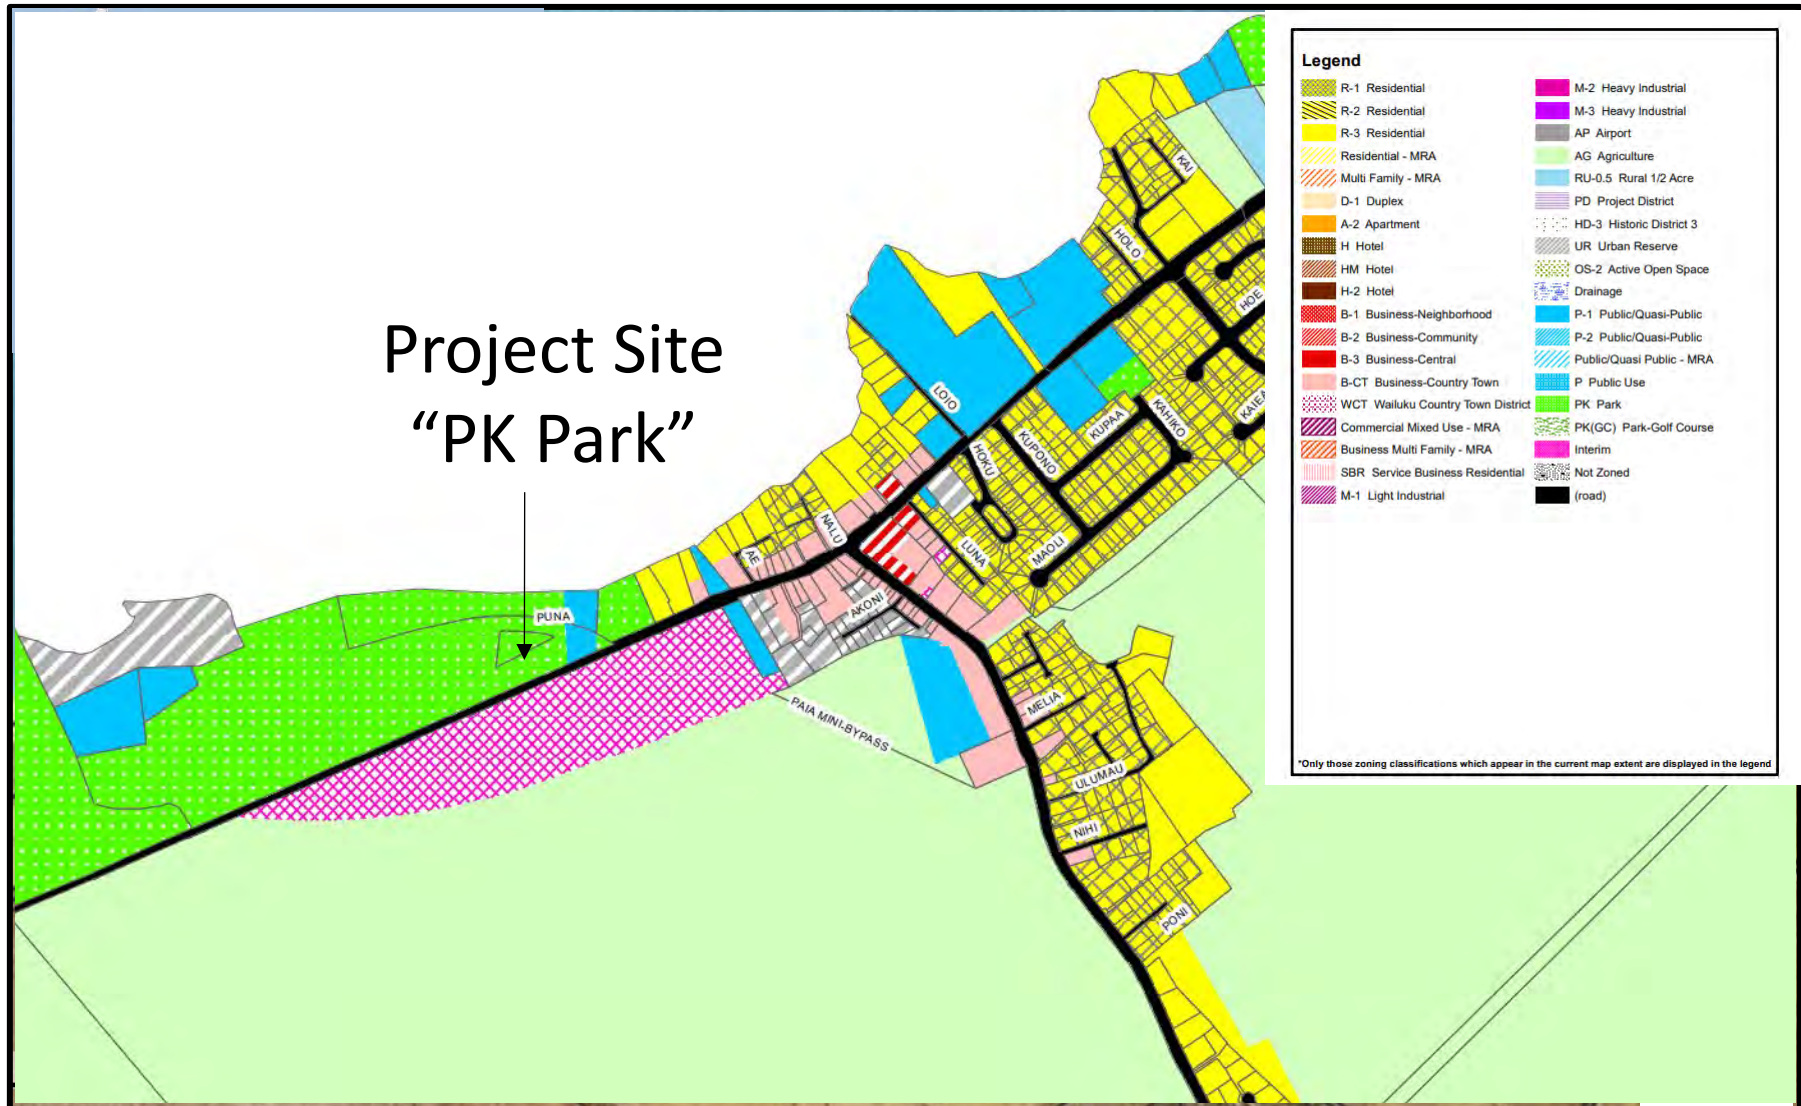 Project Site
“PK Park”
KAI
HOLO
HOE
KAIEA
LOIO
KAHIKO
KUPAA
KUPONO
HOKU
NALU
AE
LUNA
MAOLI
AKONI
PUNA
PAIA MINI-BYPASS
MELIA
ULUMAU
NIHI
PONI
Legend
R-1 Residential
R-2 Residential
R-3 Residential
Residential - MRA
Multi Family - MRA
D-1 Duplex
A-2 Apartment
H Hotel
HM Hotel
H-2 Hotel
B-1 Business-Neighborhood
B-2 Business-Community
B-3 Business-Central
B-CT Business-Country Town
WCT Wailuku Country Town District
Commercial Mixed Use - MRA
Business Multi Family - MRA
SBR Service Business Residential
M-1 Light Industrial
M-2 Heavy Industrial
M-3 Heavy Industrial
AP Airport
AG Agriculture
RU-0.5 Rural 1/2 Acre
PD Project District
HD-3 Historic District 3
UR Urban Reserve
OS-2 Active Open Space
Drainage
P-1 Public/Quasi-Public
P-2 Public/Quasi-Public
Public/Quasi Public - MRA
P Public Use
PK Park
PK(GC) Park-Golf Course
Interim
Not Zoned
(road)
*Only those zoning classifications which appear in the current map extent are displayed in the legend